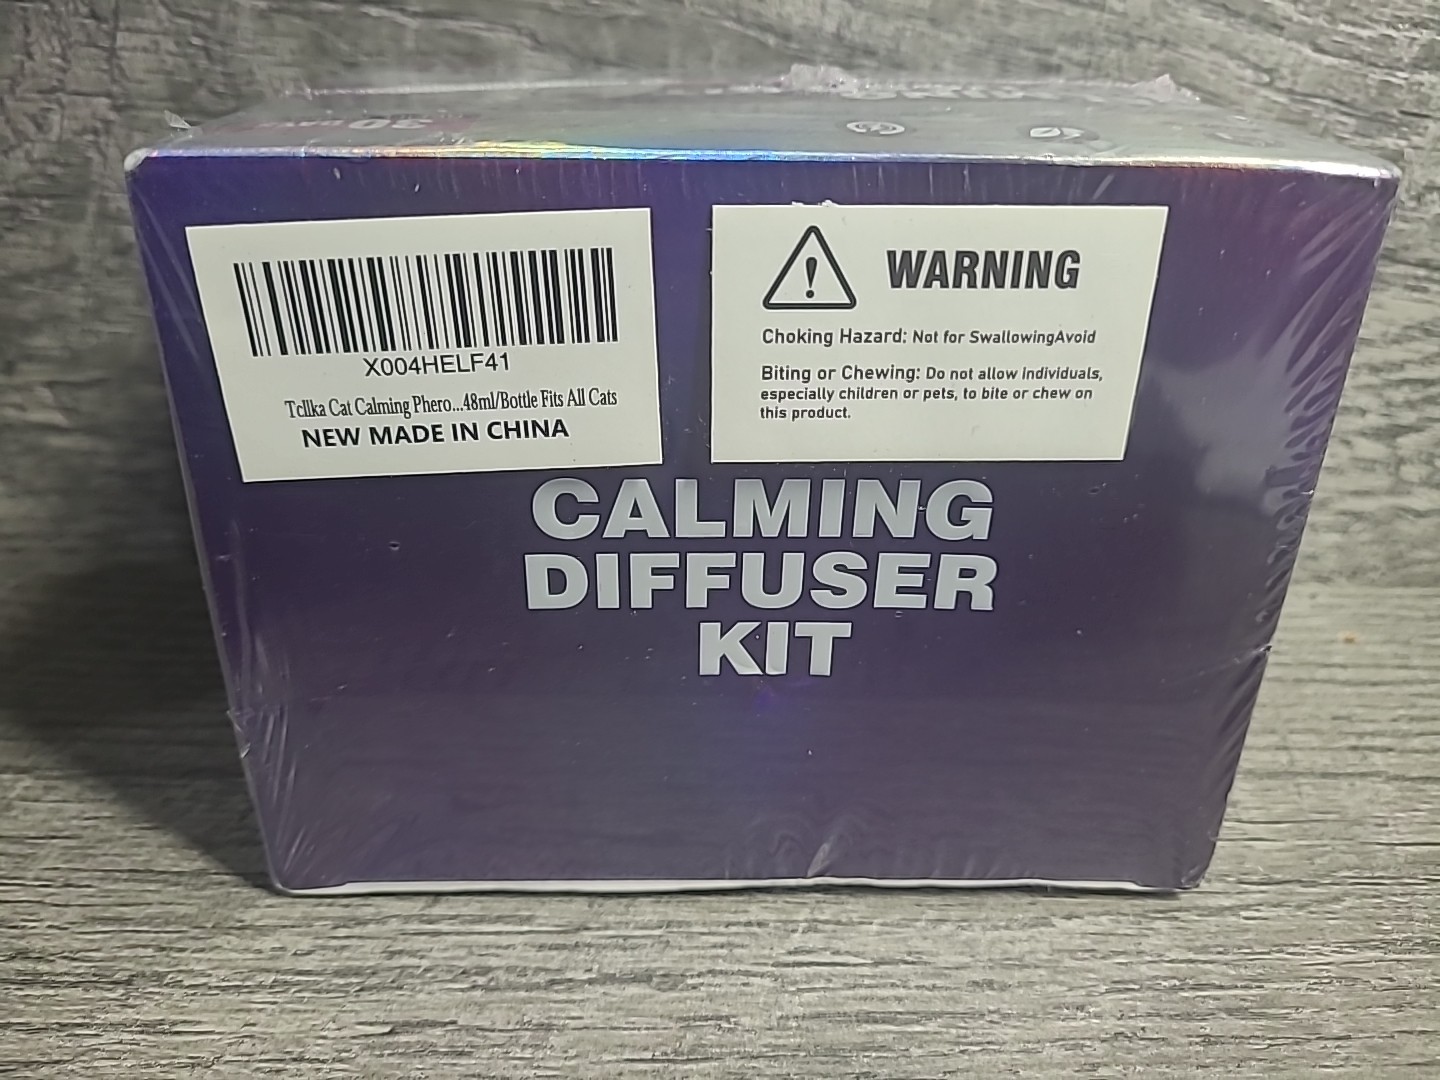 30
X004HELF41
Tcllka Cat Calming Phero...48ml/Bottle Fits All Cats
NEW MADE IN CHINA
WARNING
Choking Hazard: Not for SwallowingAvoid
Biting or Chewing: Do not allow individuals,
especially children or pets, to bite or chew on
this product.
CALMING
DIFFUSER
KIT